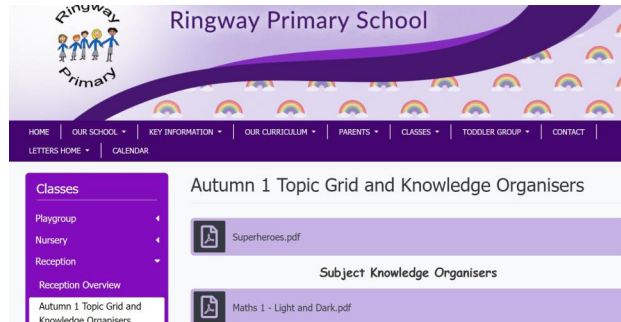 Ringway
Primary
Ringway Primary School
HOME
OUR SCHOOL
KEY INFORMATION
OUR CURRICULUM
PARENTS
CLASSES
TODDLER GROUP
CONTACT
LETTERS HOME
CALENDAR
Classes
Playgroup
Nursery
Reception
Reception Overview
Autumn 1 Topic Grid and
Knowledge Organisers
Autumn 1 Topic Grid and Knowledge Organisers
Superheroes.pdf
Subject Knowledge Organisers
Maths 1 - Light and Dark.pdf